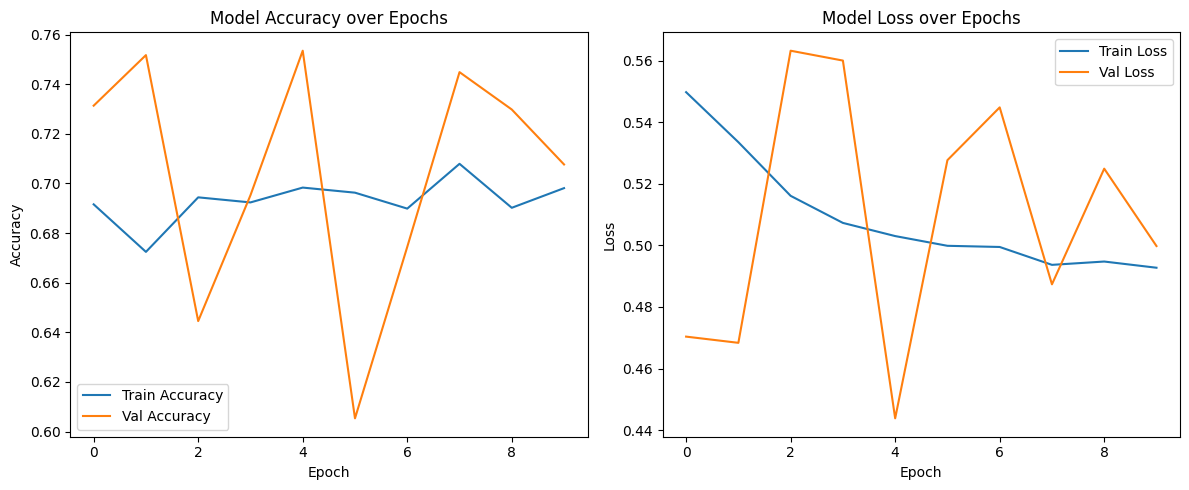 Model Accuracy over Epochs
0.76
0.74
0.72
0.70
0.68
0.66
0.64
0.62
0.60
Accuracy
Train Accuracy
Val Accuracy
0 2 4 6 8
Epoch
Model Loss over Epochs
0.56
0.54
0.52
0.50
0.48
0.46
0.44
Loss
Train Loss
Val Loss
0 2 4 6 8
Epoch